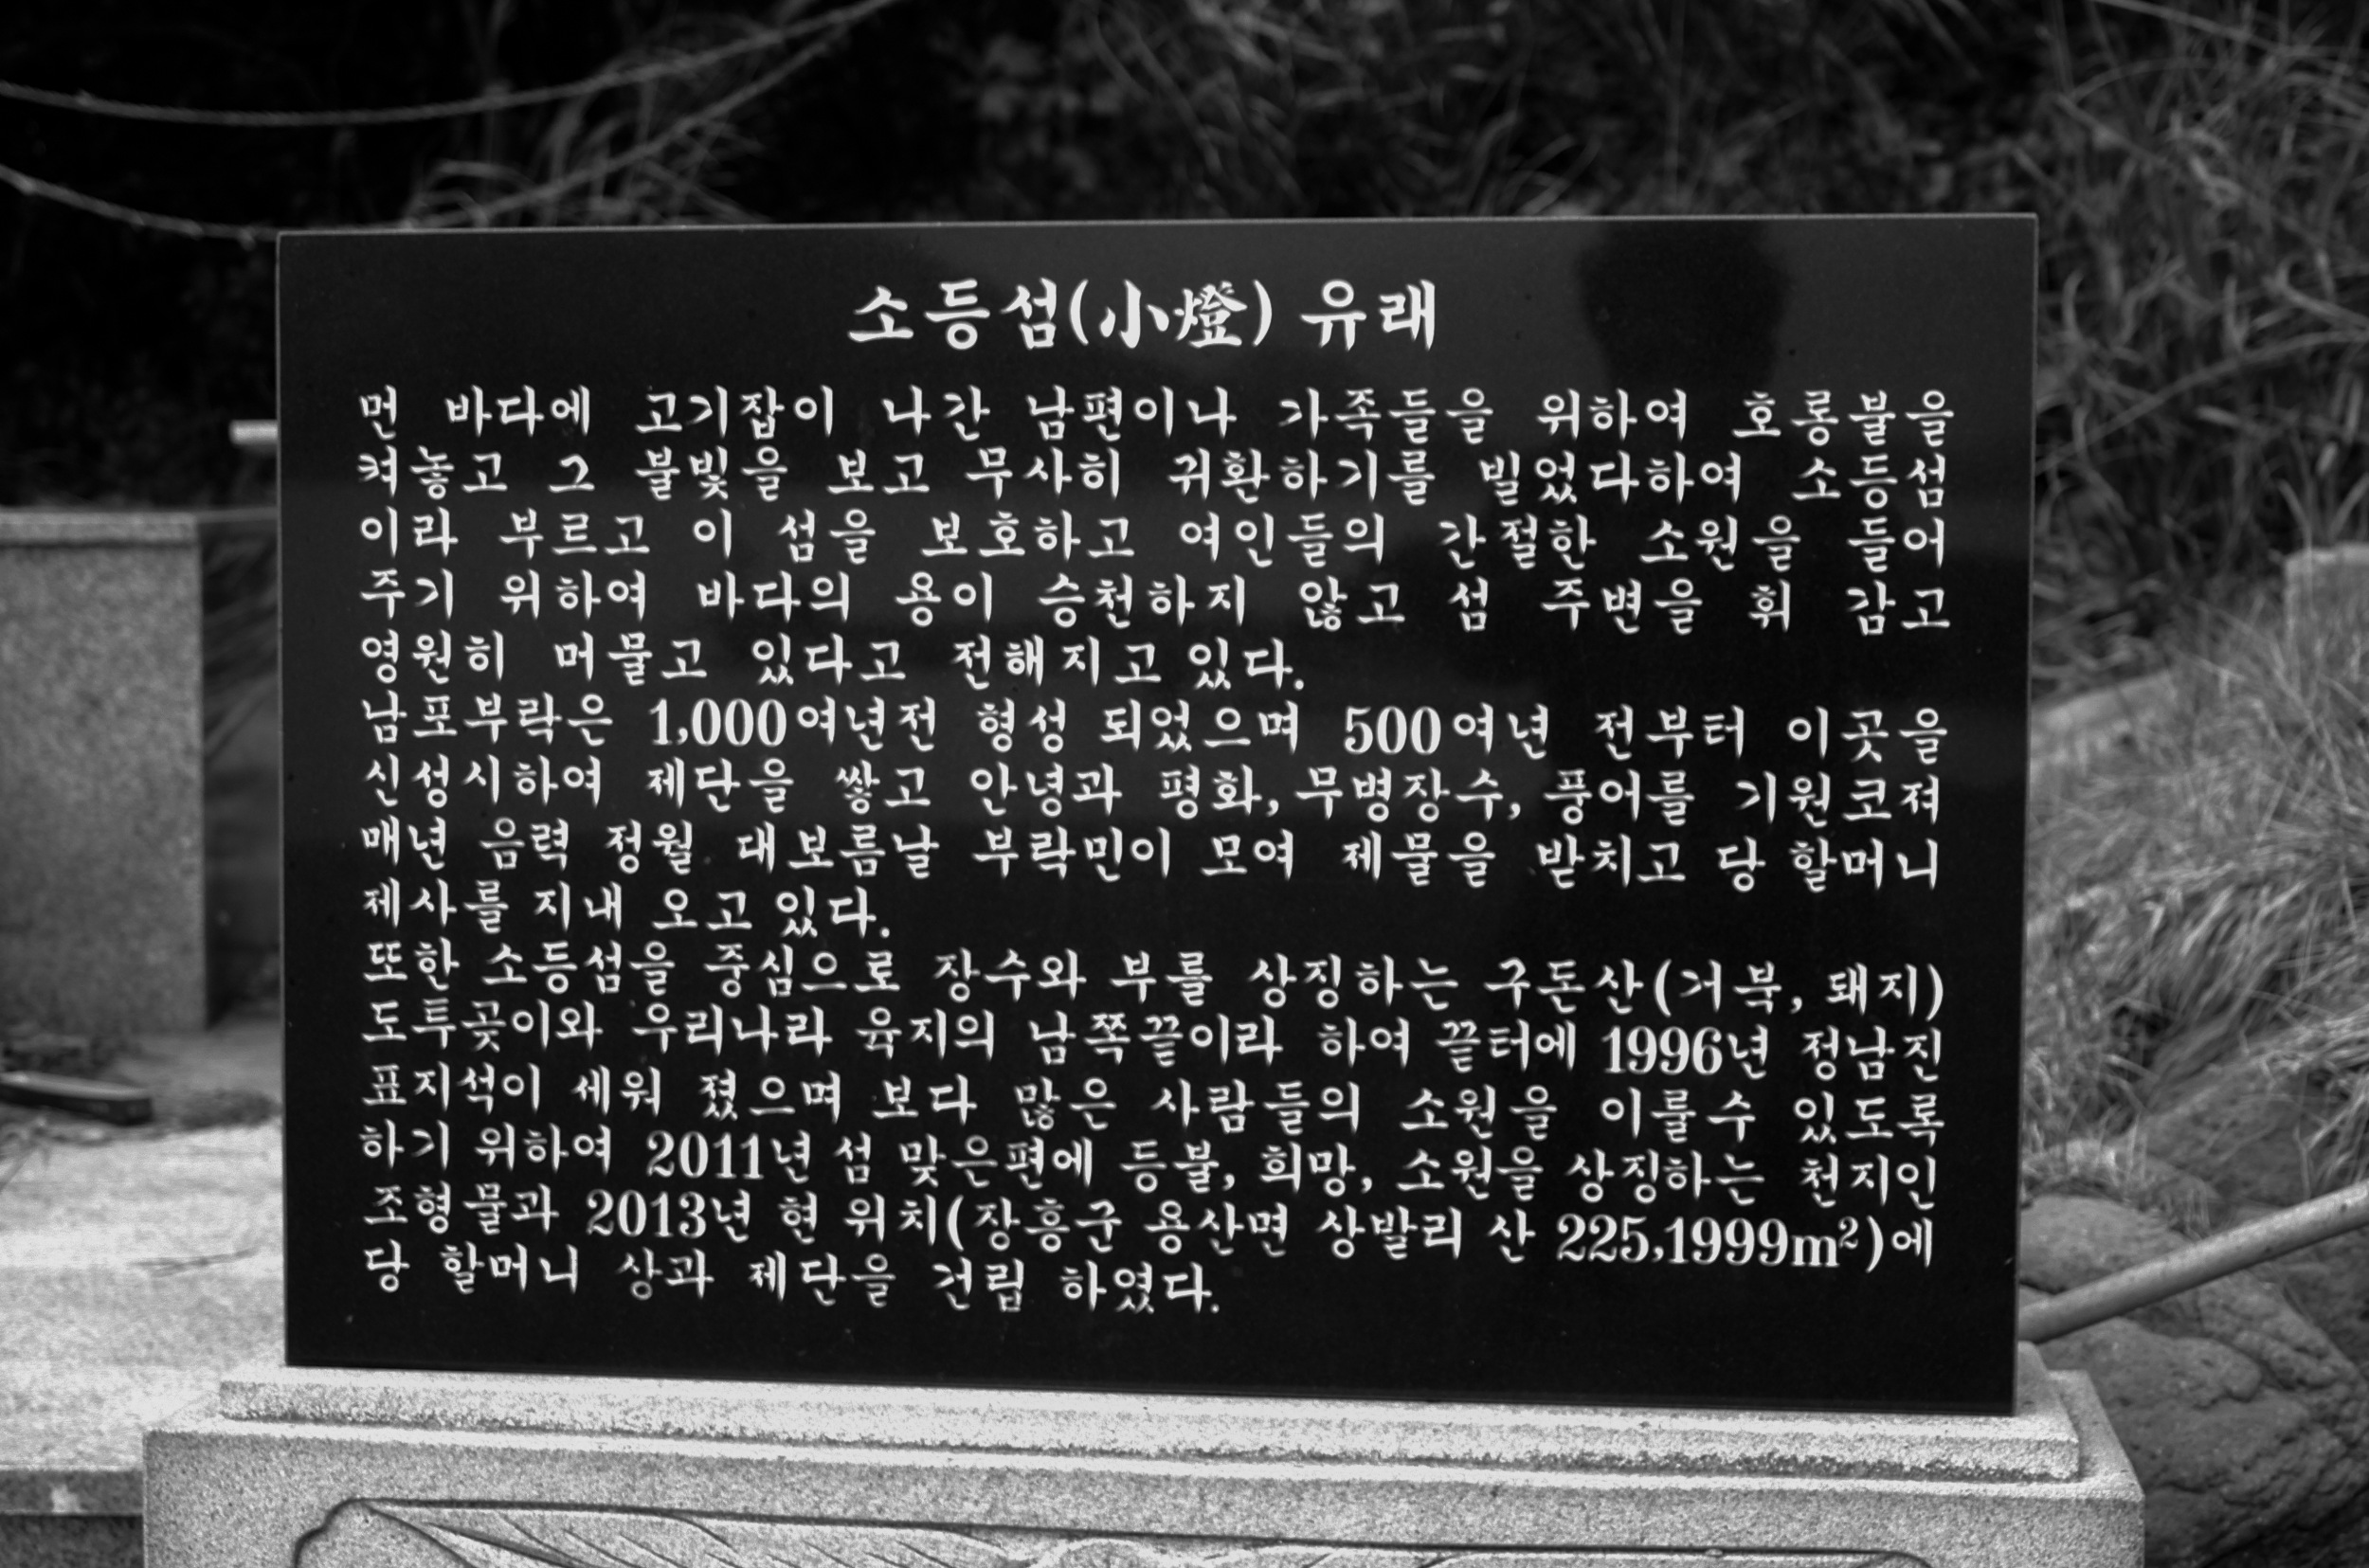 소등섬(小燈) 유래
먼 바다에 고기잡이 나간 남편이나 가족들을 위하여 호롱불을
켜놓고 그 불빛을 보고 무사히 귀환하기를 빌었다하여 소등섬
이라 부르고 이 섬을 보호하고 여인들의 간절한 소원을 들어
주기 위하여 바다의 용이 승천하지 않고 섬 주변을 휘 감고
영원히 머물고 있다고 전해지고 있다.
남포부락은 1,000여년전 형성 되었으며 500여년 전부터 이곳을
신성시하여 제단을 쌓고 안녕과 평화, 무병장수, 풍어를 기원코져
매년 음력 정월 대보름날 부락민이 모여 제물을 받치고 당 할머니
제사를 지내 오고 있다.
또한 소등섬을 중심으로 장수와 부를 상징하는 구돈산(거북, 돼지)
도투곶이와 우리나라 육지의 남쪽끝이라 하여 끝터에 1996년 정남진
표지석이 세워 졌으며 보다 많은 사람들의 소원을 이룰수 있도록
하기 위하여 2011년 섬 맞은편에 등불, 희망, 소원을 상징하는 천지인
조형물과 2013년 현 위치(장흥군 용산면 상발리 산 225,1999m²)에
당 할머니 상과 제단을 건립 하였다.